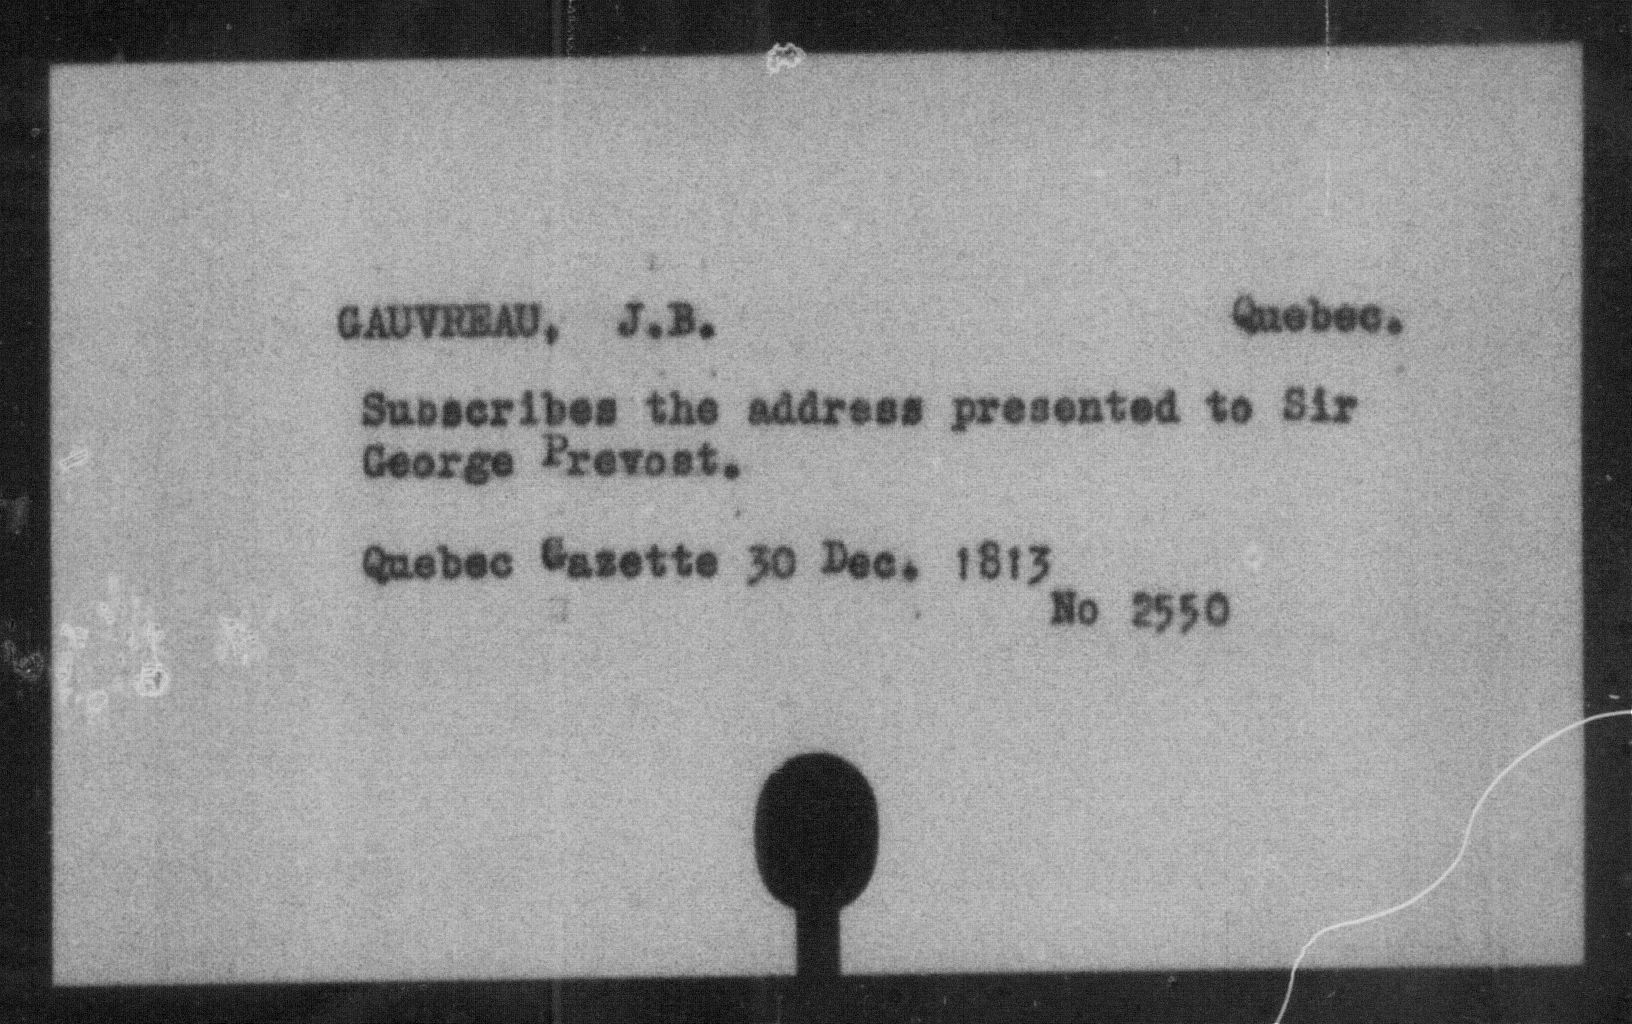 GAUVREAU, J.B. Quebec.
Subscribes the address presented to Sir
George Prevost.
Quebec Gazette 30 Dec. 1813
No 2550